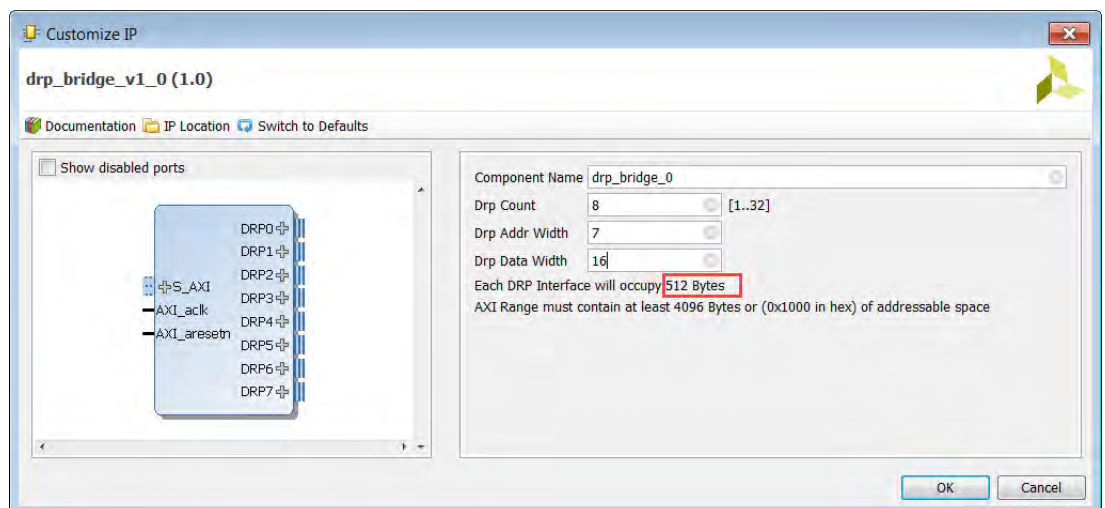 Customize IP
drp_bridge_v1_0 (1.0)
Documentation IP Location Switch to Defaults
Show disabled ports
DRP0
DRP1
DRP2
S_AXI
DRP3
AXI_aclk
DRP4
AXI_aresetn
DRP5
DRP6
DRP7
Component Name drp_bridge_0
Drp Count 8 [1..32]
Drp Addr Width 7
Drp Data Width 16
Each DRP Interface will occupy 512 Bytes
AXI Range must contain at least 4096 Bytes or (0x1000 in hex) of addressable space
OK Cancel